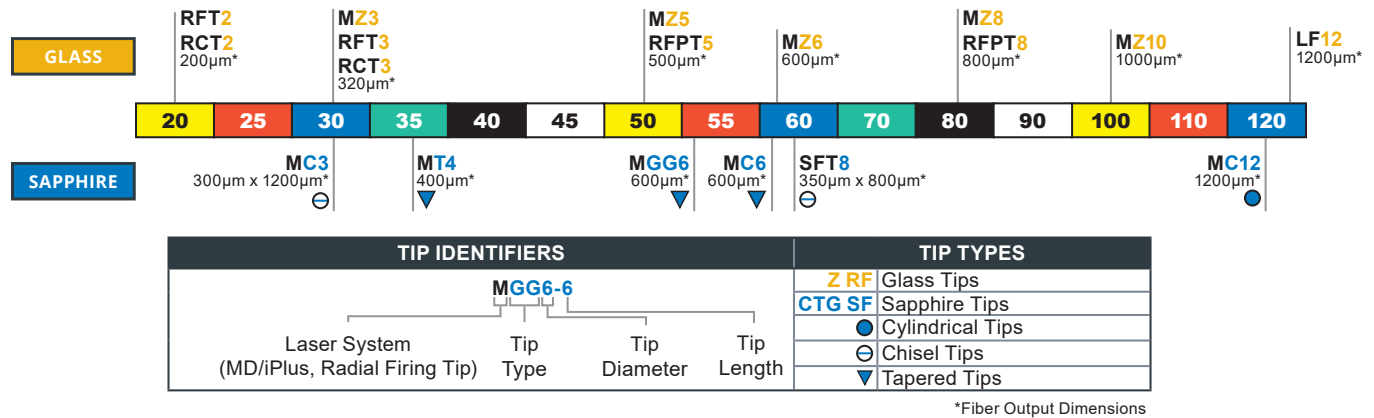 GLASS
RFT2
RCT2
200µm*
MZ3
RFT3
RCT3
320µm*
MZ5
RFPT5
500µm*
MZ6
600µm*
MZ8
RFPT8
800µm*
MZ10
1000µm*
LF12
1200µm*
20 25 30 35 40 45 50 55 60 70 80 90 100 110 120
SAPPHIRE
MC3
300µm x 1200µm*
MT4
400µm*
MGG6
600µm*
MC6
600µm*
SFT8
350µm x 800µm*
MC12
1200µm*
TIP IDENTIFIERS
MGG6-6
Laser System
(MD/iPlus, Radial Firing Tip)
Tip
Type
Tip
Diameter
Tip
Length
TIP TYPES
Z RF Glass Tips
CTG SF Sapphire Tips
Cylindrical Tips
Chisel Tips
Tapered Tips
*Fiber Output Dimensions